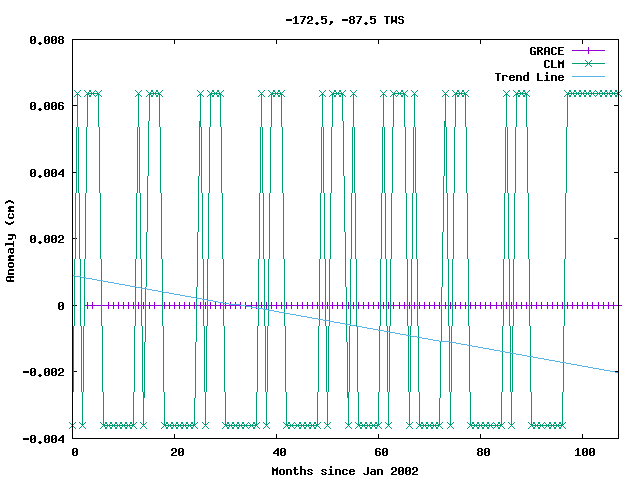 -172.5, -87.5 TWS
GRACE
CLM
Trend Line
0.008
0.006
0.004
0.002
0
-0.002
-0.004
Anomaly (cm)
0 20 40 60 80 100
Months since Jan 2002